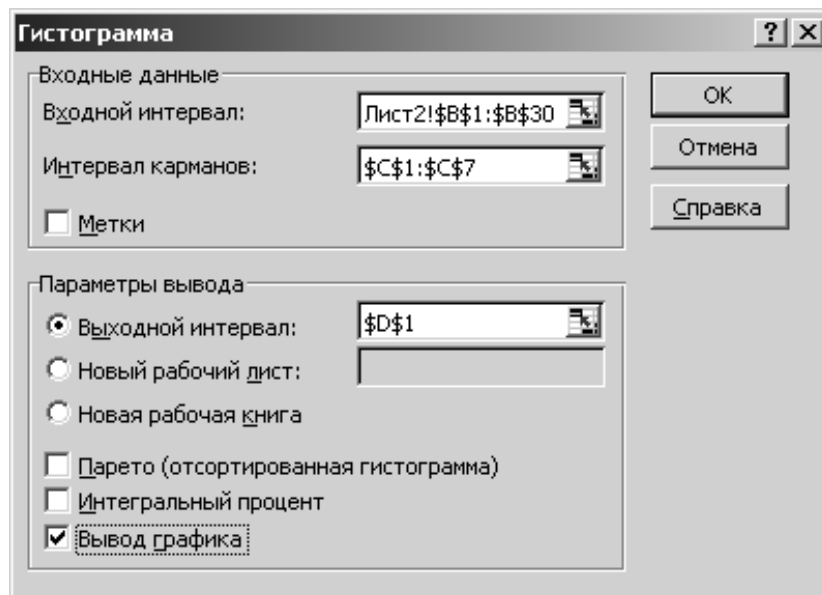 Гистограмма
Входные данные
Входной интервал: Лист2!$B$1:$B$30
Интервал карманов: $C$1:$C$7
Метки
OK
Отмена
Справка
Параметры вывода
Выходной интервал: $D$1
Новый рабочий лист:
Новая рабочая книга
Парето (отсортированная гистограмма)
Интегральный процент
Вывод графика